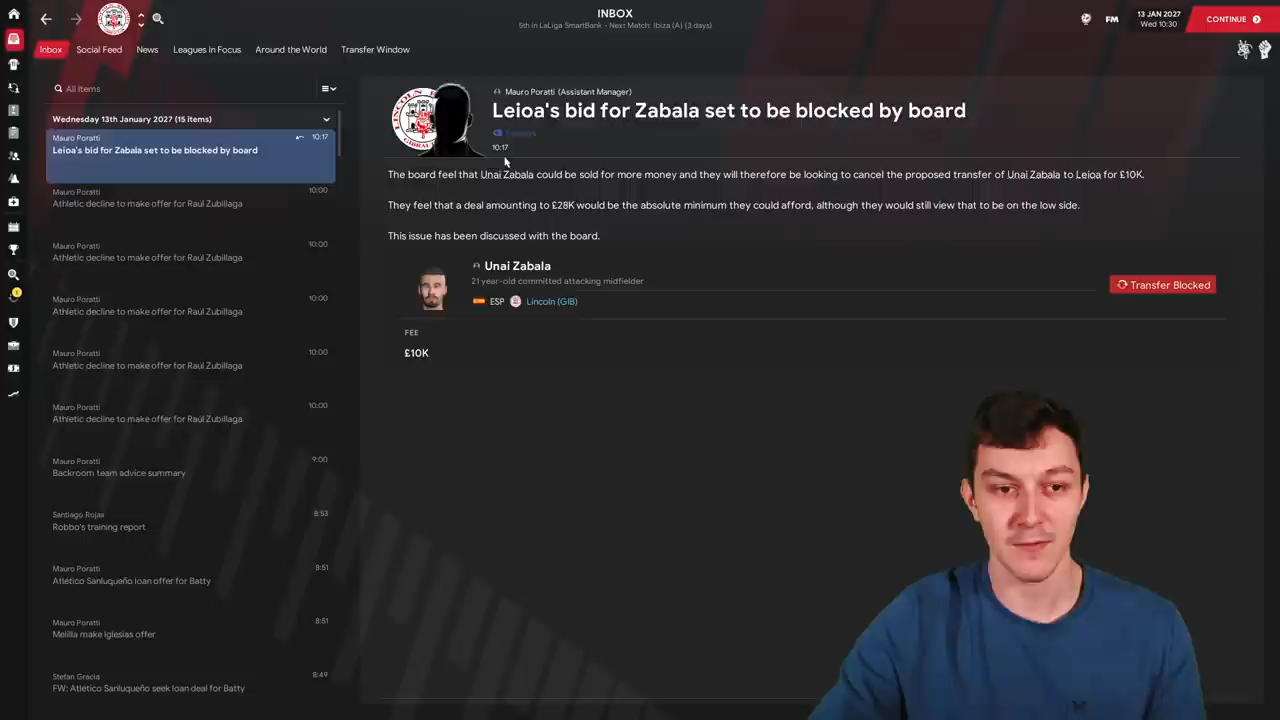 INBOX
5th in LaLiga SmartBank - Next Match: Ibiza (A) (3 days)
FM
13 JAN 2027
Wed 10:30
CONTINUE
Inbox
Social Feed
News
Leagues In Focus
Around the World
Transfer Window
All Items
Wednesday 13th January 2027 (15 items)
Mauro Poratti
10:17
Leioa's bid for Zabala set to be blocked by board
Mauro Poratti
10:00
Athletic decline to make offer for Raúl Zubillaga
10:00
Athletic decline to make offer for Raúl Zubillaga
Mauro Poratti
10:00
Athletic decline to make offer for Raúl Zubillaga
Mauro Poratti
10:00
Athletic decline to make offer for Raúl Zubillaga
Mauro Poratti
10:00
Athletic decline to make offer for Raúl Zubillaga
Mauro Poratti
9:00
Backroom team advice summary
Santiago Rojas
8:53
Robbo's training report
Mauro Poratti
8:51
Atlético Sanluqueño loan offer for Batty
Mauro Poratti
8:51
Melilla make Iglesias offer
Stefan Gracia
8:49
FW: Atlético Sanluqueño seek loan deal for Batty
Mauro Poratti (Assistant Manager)
Leioa's bid for Zabala set to be blocked by board
10:17
The board feel that Unai Zabala could be sold for more money and they will therefore be looking to cancel the proposed transfer of Unai Zabala to Leioa for £10K.
They feel that a deal amounting to £28K would be the absolute minimum they could afford, although they would still view that to be on the low side.
This issue has been discussed with the board.
Unai Zabala
21 year-old committed attacking midfielder
ESP
Lincoln (GIB)
Transfer Blocked
FEE
£10K